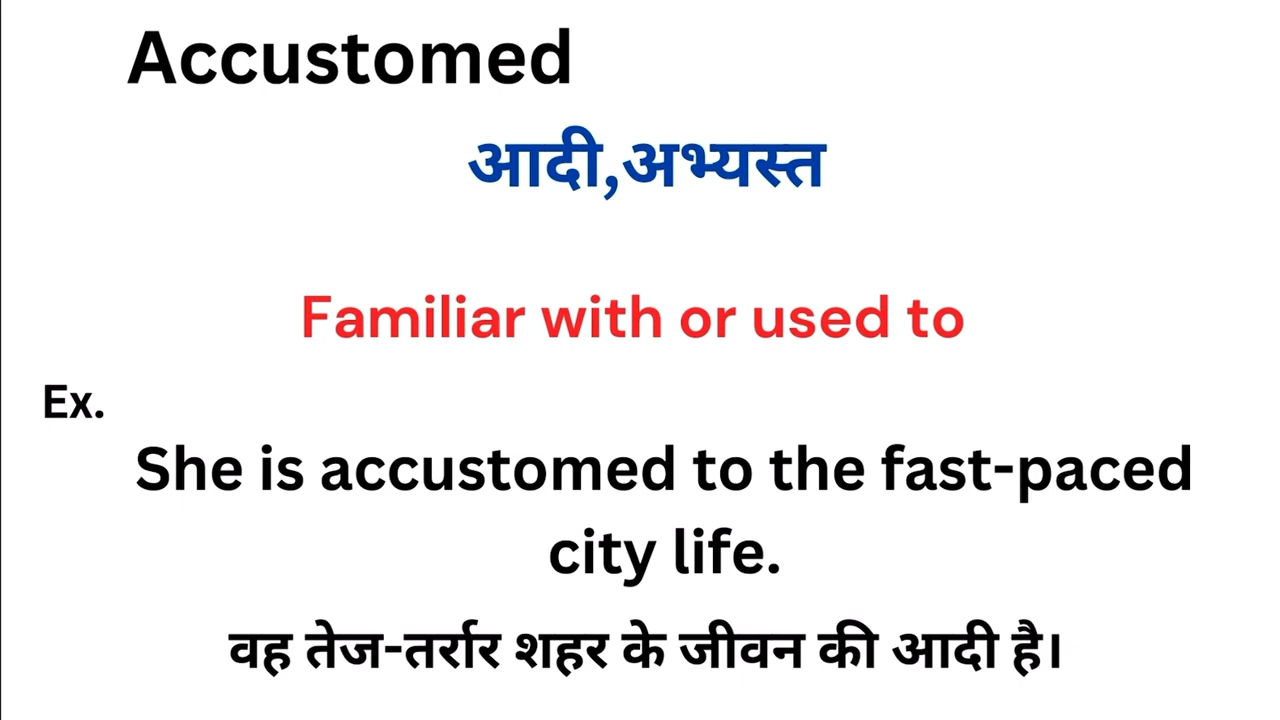 Accustomed
आदी,अभ्यस्त
Familiar with or used to
Ex.
She is accustomed to the fast-paced
city life.
वह तेज-तर्रार शहर के जीवन की आदी है।